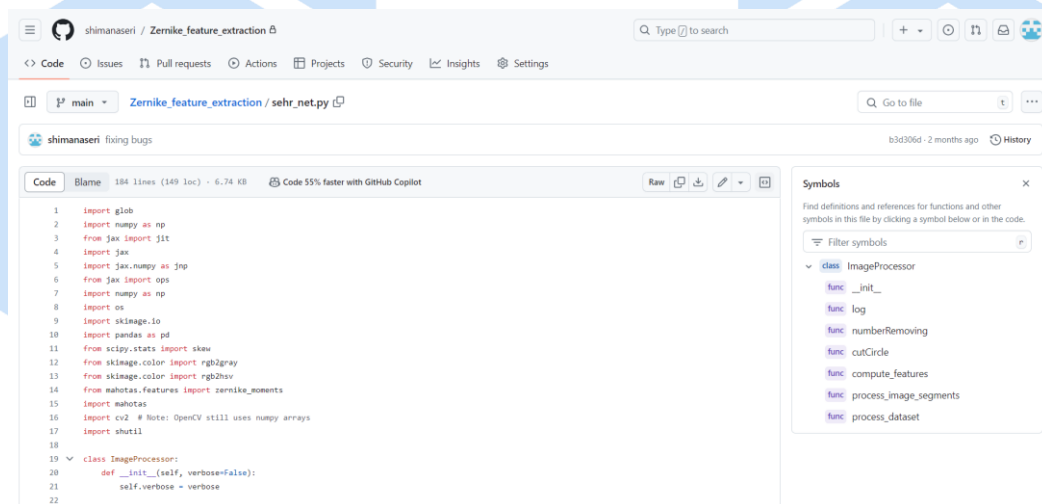 shimanaseri / Zernike_feature_extraction
Type / to search
Code Issues Pull requests Actions Projects Security Insights Settings
main Zernike_feature_extraction / sehr_net.py
Go to file t
shimanaseri fixing bugs
b3d306d · 2 months ago History
Code Blame 184 lines (149 loc) · 6.74 KB Code 55% faster with GitHub Copilot
Raw
1 import glob
2 import numpy as np
3 from jax import jit
4 import jax
5 import jax.numpy as jnp
6 from jax import ops
7 import numpy as np
8 import os
9 import skimage.io
10 import pandas as pd
11 from scipy.stats import skew
12 from skimage.color import rgb2gray
13 from skimage.color import rgb2hsv
14 from mahotas.features import zernike_moments
15 import mahotas
16 import cv2 # Note: OpenCV still uses numpy arrays
17 import shutil
18
19 class ImageProcessor:
20 def __init__(self, verbose=False):
21 self.verbose = verbose
22
Symbols
Find definitions and references for functions and other
symbols in this file by clicking a symbol below or in the code.
Filter symbols r
class ImageProcessor
func __init__
func log
func numberRemoving
func cutCircle
func compute_features
func process_image_segments
func process_dataset